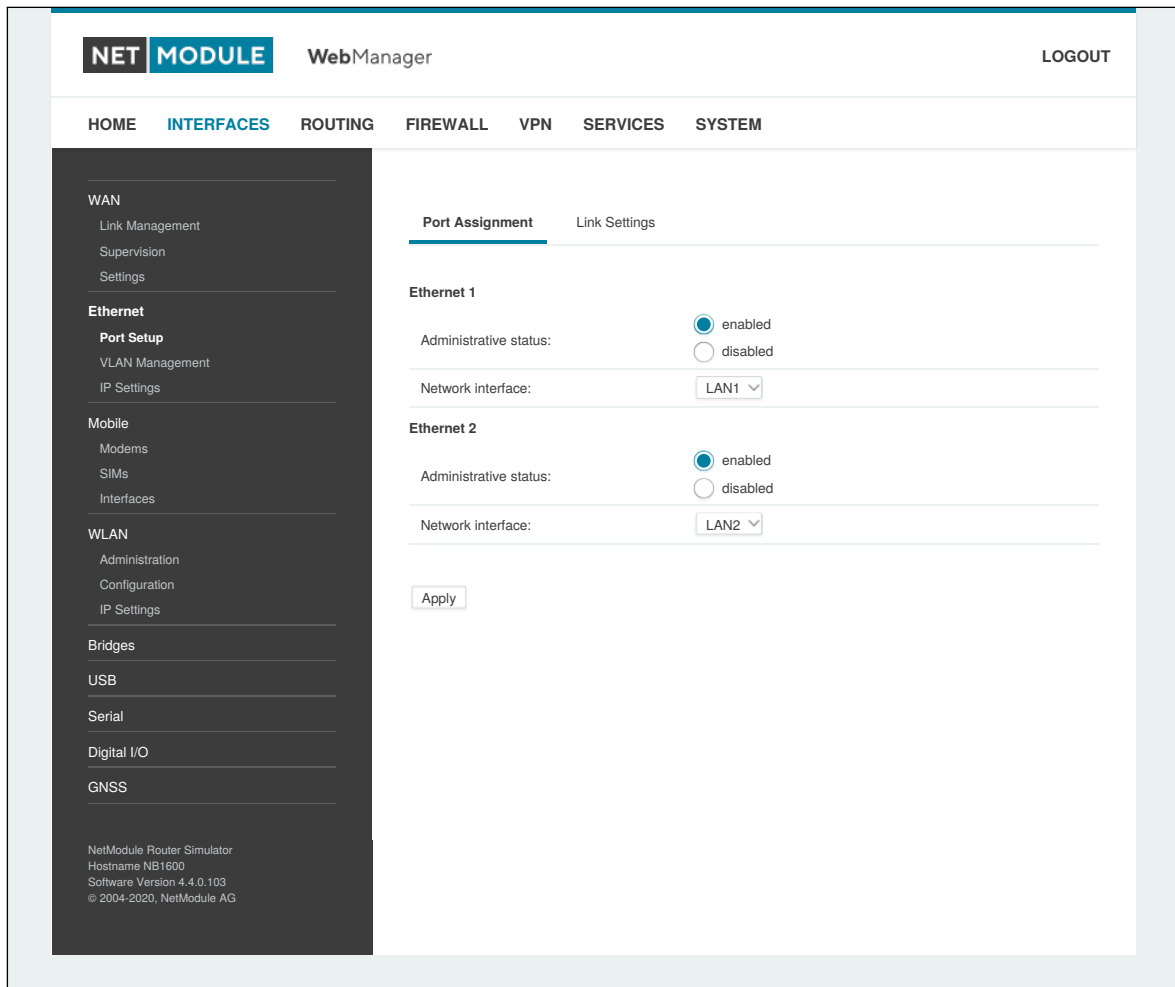 NET MODULE WebManager LOGOUT
HOME INTERFACES ROUTING FIREWALL VPN SERVICES SYSTEM
WAN
Link Management
Supervision
Settings
Ethernet
Port Setup
VLAN Management
IP Settings
Mobile
Modems
SIMs
Interfaces
WLAN
Administration
Configuration
IP Settings
Bridges
USB
Serial
Digital I/O
GNSS
NetModule Router Simulator
Hostname NB1600
Software Version 4.4.0.103
© 2004-2020, NetModule AG
Port Assignment Link Settings
Ethernet 1
Administrative status:
enabled
disabled
Network interface: LAN1
Ethernet 2
Administrative status:
enabled
disabled
Network interface: LAN2
Apply